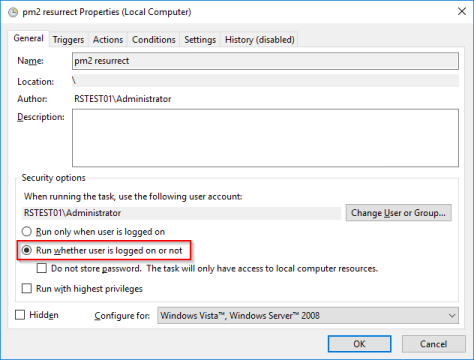 pm2 resurrect Properties (Local Computer)
General Triggers Actions Conditions Settings History (disabled)
Name: pm2 resurrect
Location: \
Author: RSTEST01\Administrator
Description:
Security options
When running the task, use the following user account:
RSTEST01\Administrator Change User or Group...
Run only when user is logged on
Run whether user is logged on or not
Do not store password. The task will only have access to local computer resources.
Run with highest privileges
Hidden Configure for: Windows Vista™, Windows Server™ 2008
OK Cancel